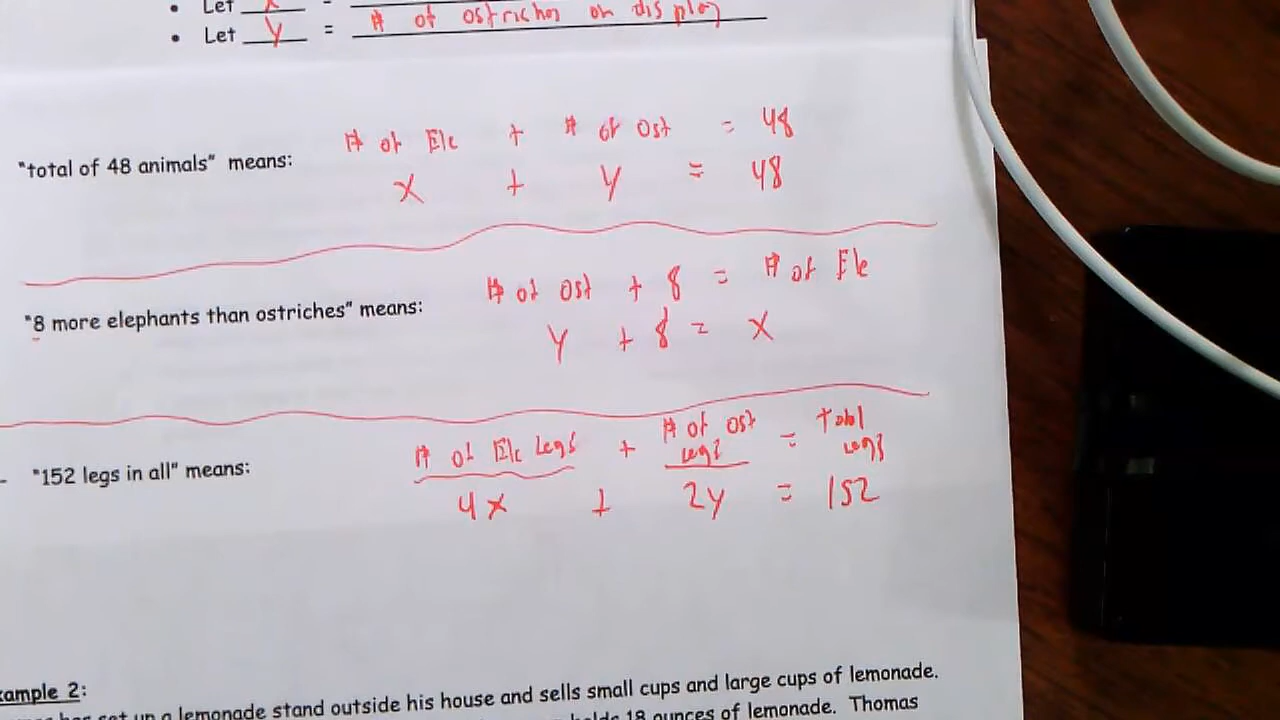 • Let X =
• Let Y = # of ostriches on display
# of Ele + # of Ost = 48
"total of 48 animals" means:
X + Y = 48
# of Ost + 8 = # of Ele
"8 more elephants than ostriches" means:
Y + 8 = X
# of Ele Legs + # of Ost Legs = Total Legs
"152 legs in all" means:
4X + 2Y = 152
xample 2:
set up a lemonade stand outside his house and sells small cups and large cups of lemonade.
holds 18 ounces of lemonade. Thomas